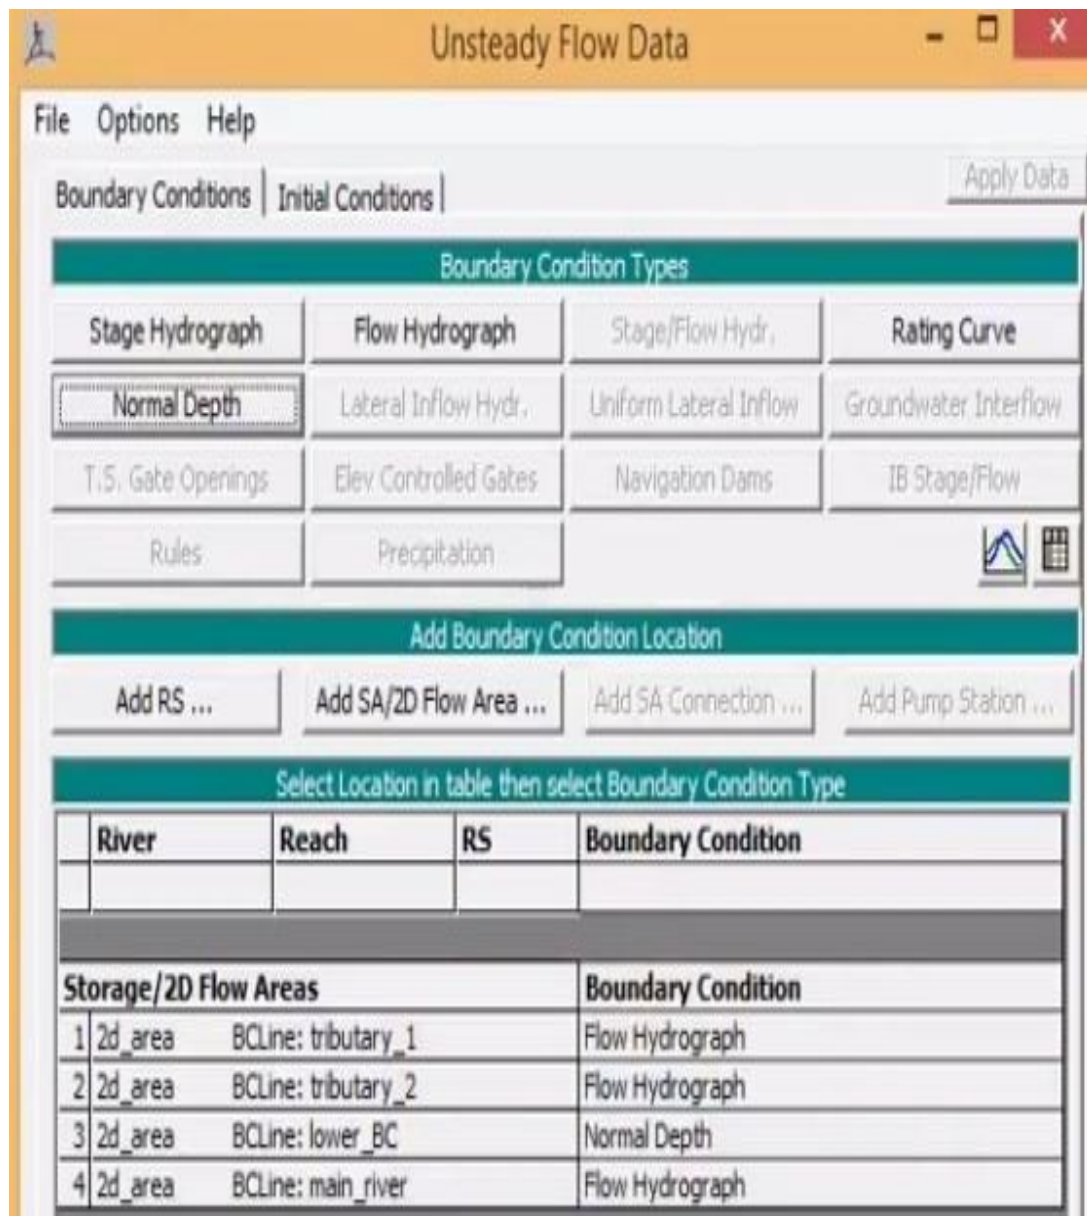 Unsteady Flow Data
X
File Options Help
Boundary Conditions Initial Conditions Apply Data
Boundary Condition Types
Stage Hydrograph Flow Hydrograph Stage/Flow Hydr. Rating Curve
Normal Depth Lateral Inflow Hydr. Uniform Lateral Inflow Groundwater Interflow
T.S. Gate Openings Elev Controlled Gates Navigation Dams IB Stage/Flow
Rules Precipitation
Add Boundary Condition Location
Add RS ... Add SA/2D Flow Area ... Add SA Connection ... Add Pump Station ...
Select Location in table then select Boundary Condition Type
River Reach RS Boundary Condition
Storage/2D Flow Areas Boundary Condition
1 2d_area BCLine: tributary_1 Flow Hydrograph
2 2d_area BCLine: tributary_2 Flow Hydrograph
3 2d_area BCLine: lower_BC Normal Depth
4 2d_area BCLine: main_river Flow Hydrograph